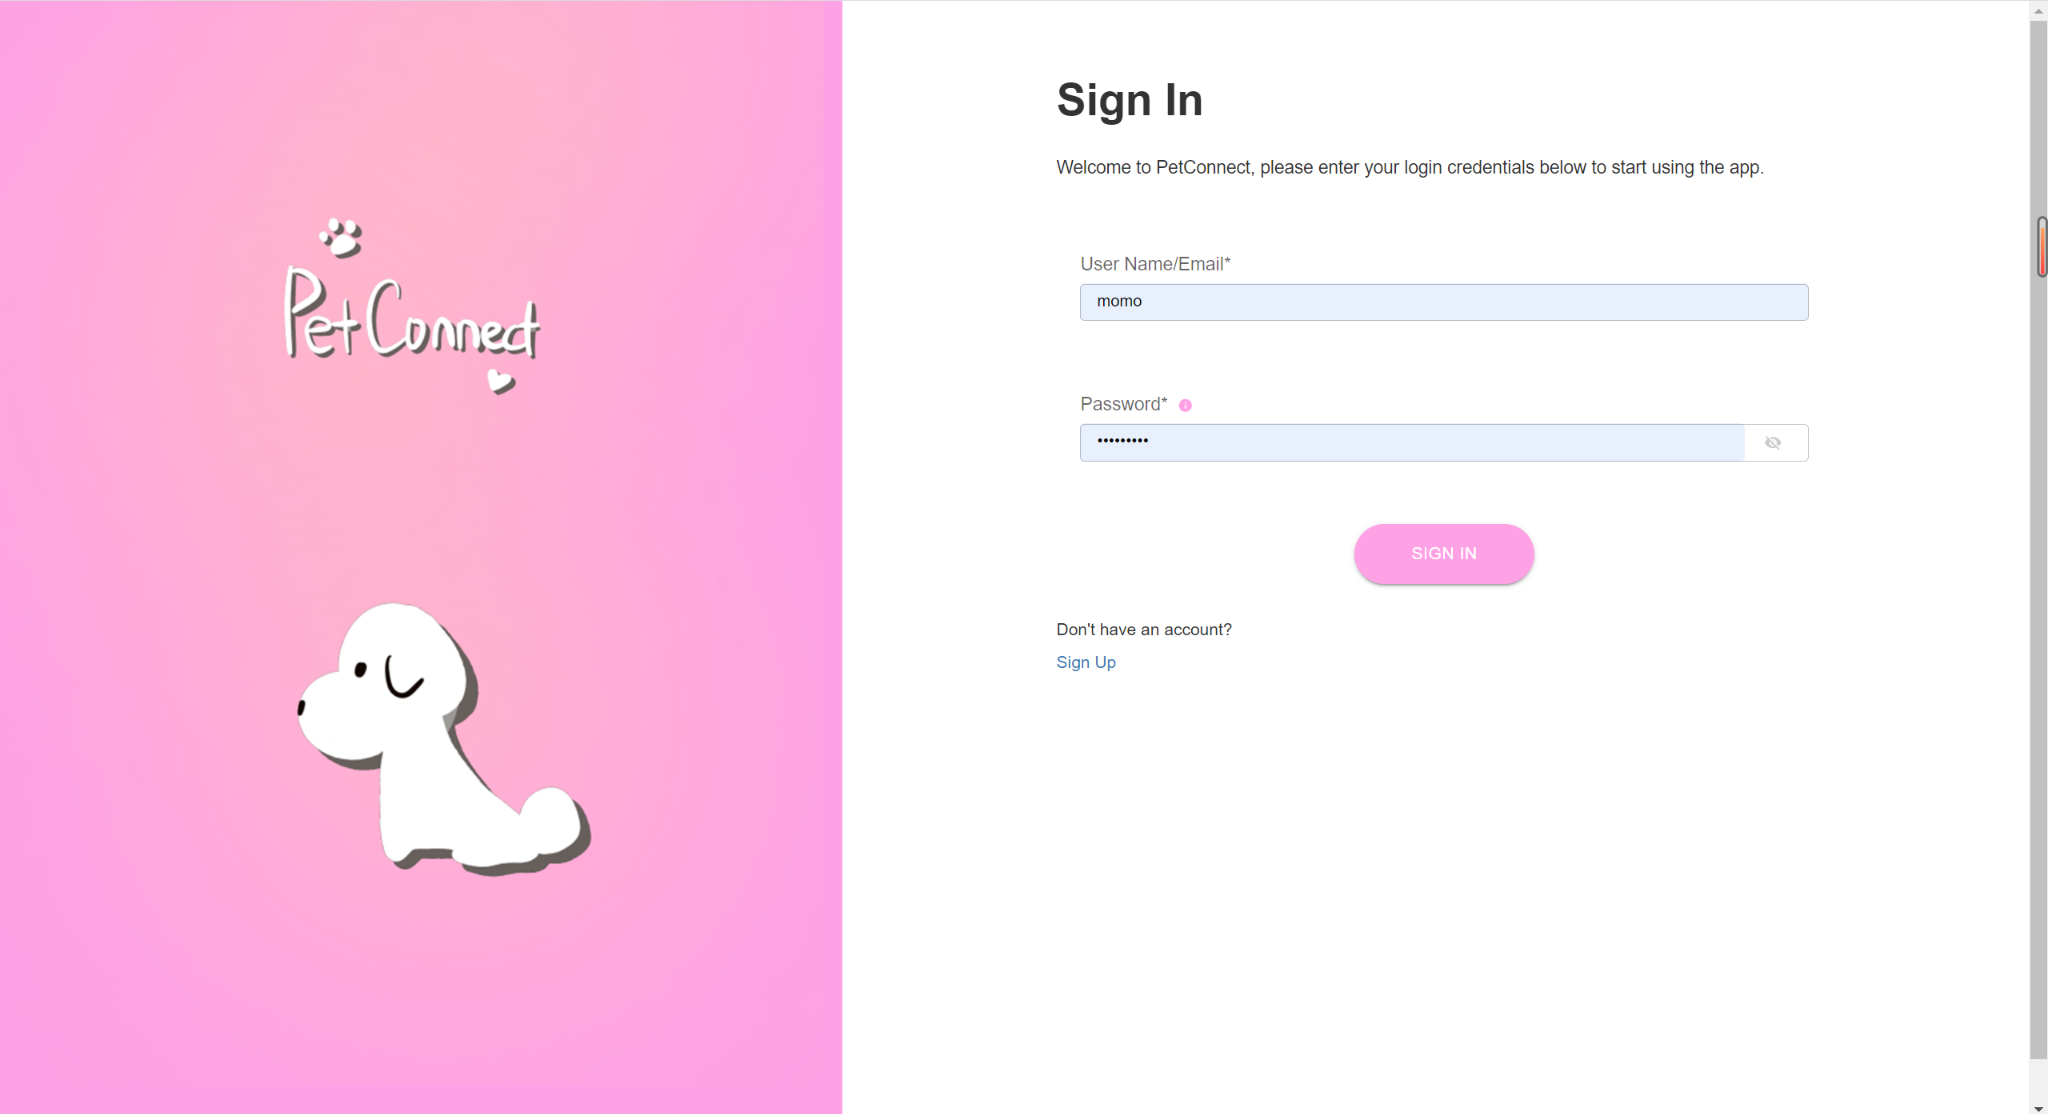 PetConnect
Sign In
Welcome to PetConnect, please enter your login credentials below to start using the app.
User Name/Email*
momo
Password*
•••••••••
SIGN IN
Don't have an account?
Sign Up